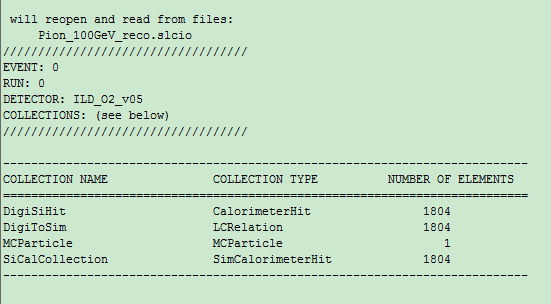 will reopen and read from files:
Pion_100GeV_reco.slcio
///////////////////////////////////
EVENT: 0
RUN: 0
DETECTOR: ILD_O2_v05
COLLECTIONS: (see below)
///////////////////////////////////
---------------------------------------------------------------------------
COLLECTION NAME COLLECTION TYPE NUMBER OF ELEMENTS
===========================================================================
DigiSiHit CalorimeterHit 1804
DigiToSim LCRelation 1804
MCParticle MCParticle 1
SiCalCollection SimCalorimeterHit 1804
---------------------------------------------------------------------------